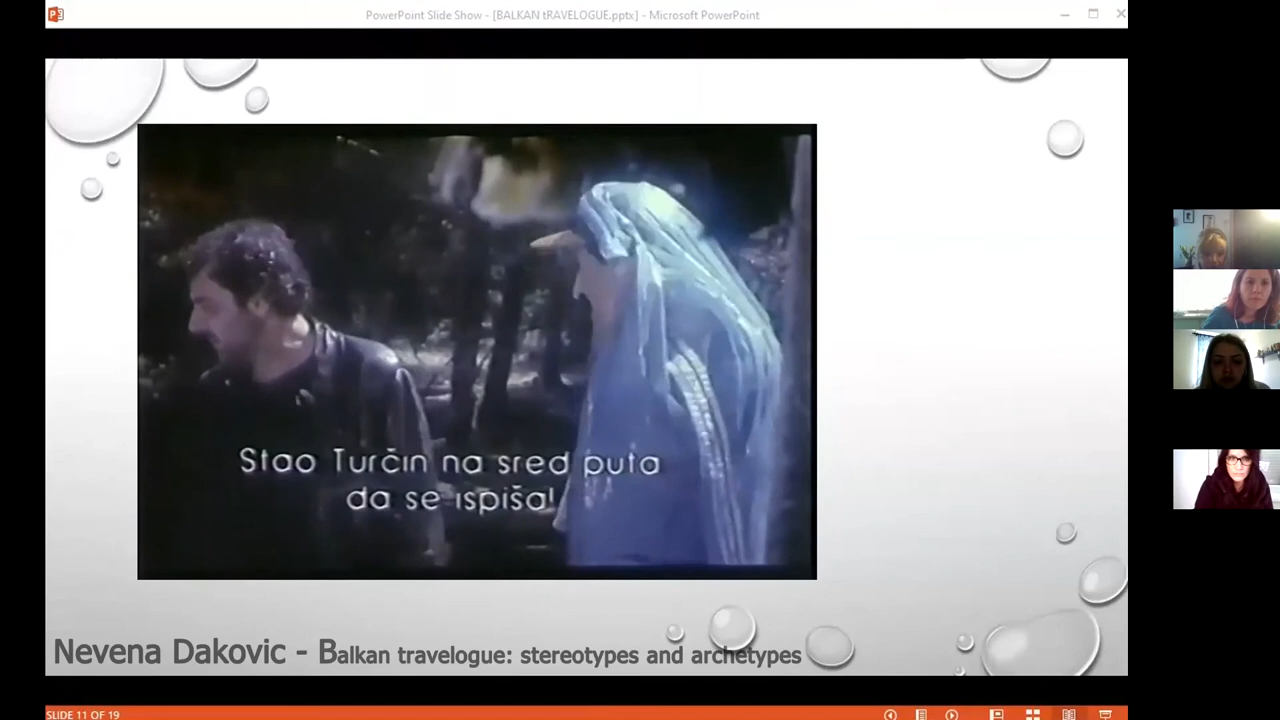 PowerPoint Slide Show - [BALKAN tRAVELOGUE.pptx] - Microsoft PowerPoint
Stao Turčin na sred puta
da se ispiša!
Nevena Dakovic - Balkan travelogue: stereotypes and archetypes
SLIDE 11 OF 19